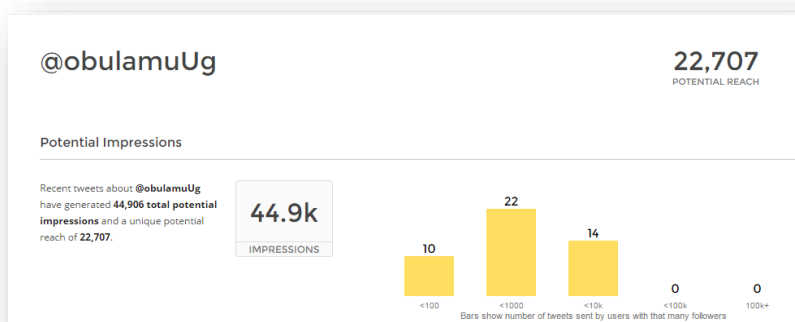 @obulamuUg
22,707
POTENTIAL REACH
Potential Impressions
Recent tweets about @obulamuUg
have generated 44,906 total potential
impressions and a unique potential
reach of 22,707.
44.9k
IMPRESSIONS
10
22
14
0
0
<100
<1000
<10k
<100k
100k+
Bars show number of tweets sent by users with that many followers